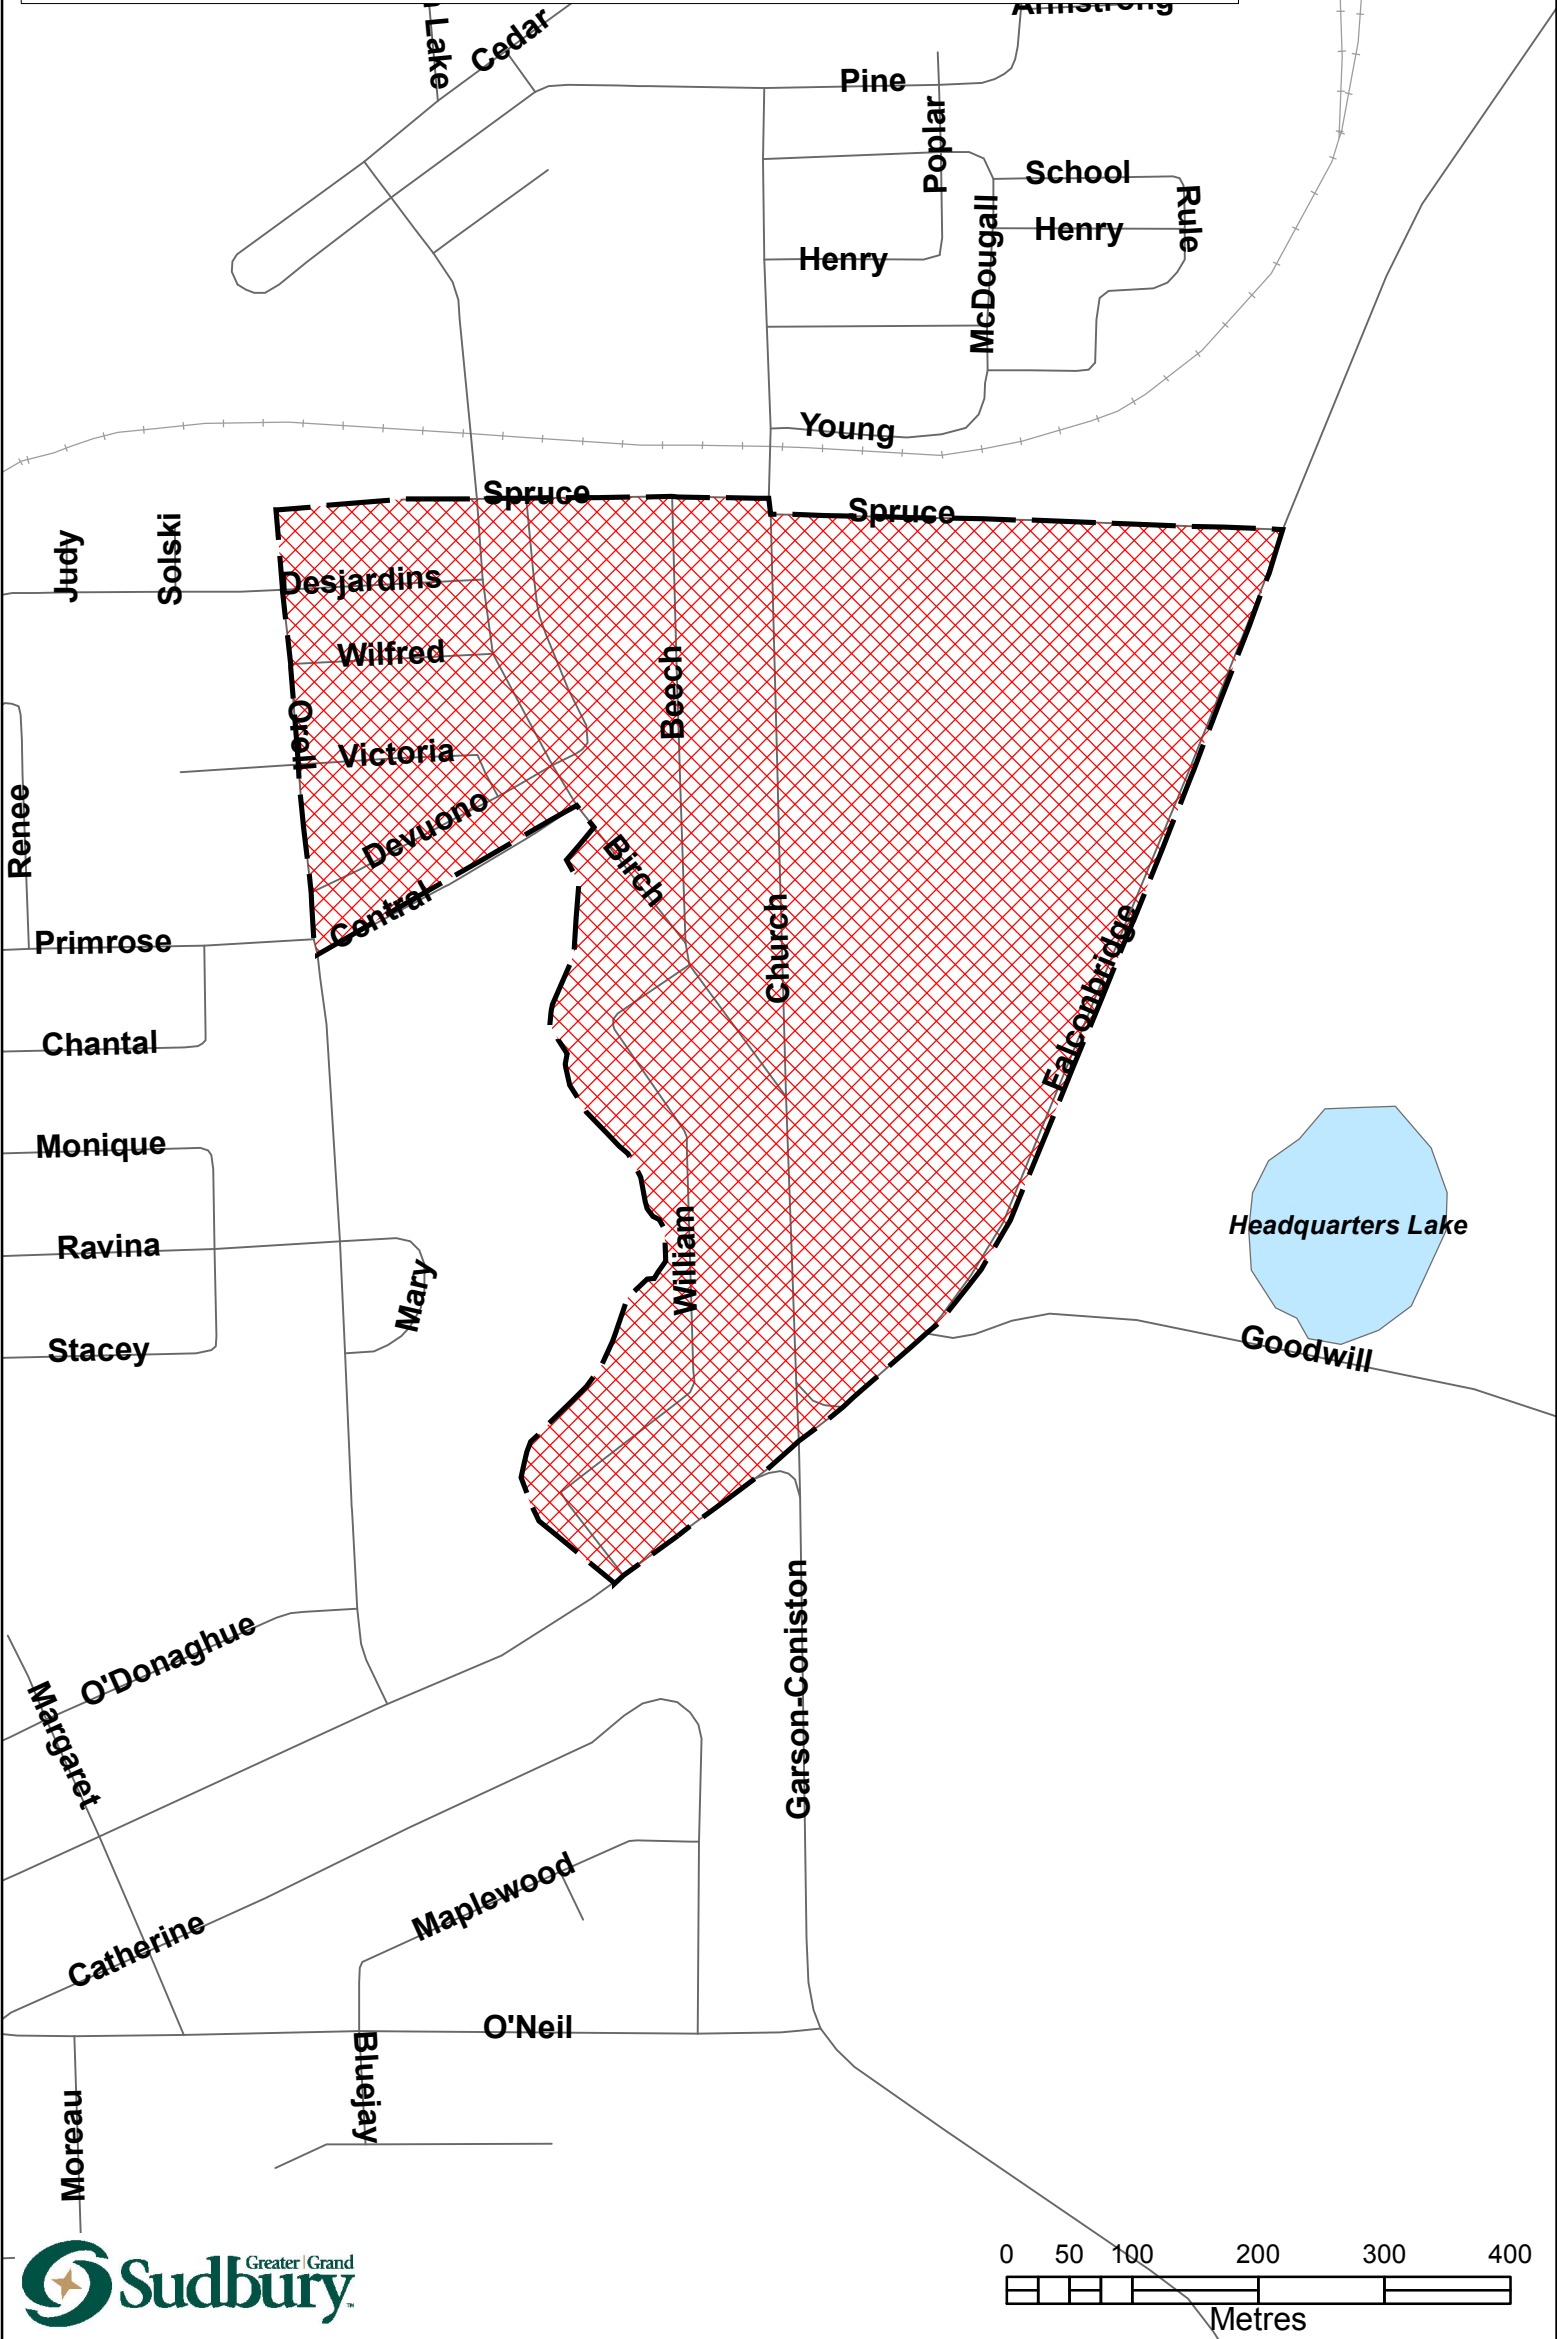 Lake
Cedar
Armstrong
Pine
Poplar
School
Rule
McDougall
Henry
Henry
Young
Spruce
Spruce
Judy
Solski
Desjardins
Wilfred
Beech
Orell
Victoria
Renee
Devuono
Birch
Central
Church
Falconbridge
Primrose
Chantal
Monique
Ravina
William
Headquarters Lake
Mary
Stacey
Goodwill
O'Donaghue
Margaret
Garson-Coniston
Maplewood
Catherine
O'Neil
Bluejay
Moreau
Greater | Grand
Sudbury™
0 50 100 200 300 400
Metres